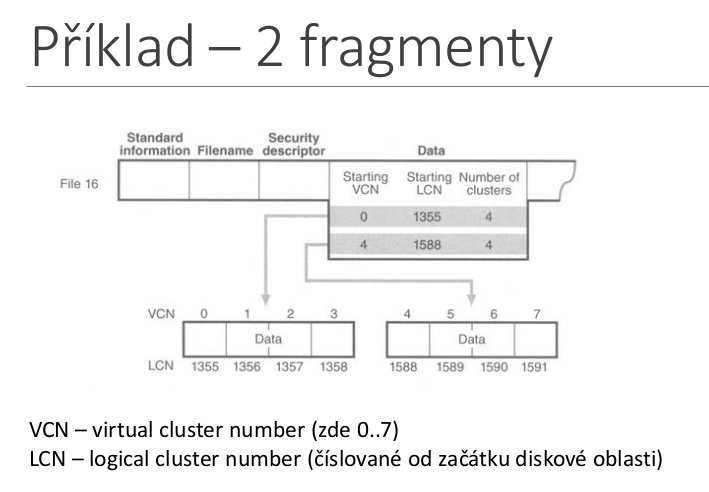 Příklad – 2 fragmenty
Standard information Filename Security descriptor Data
File 16 Starting VCN Starting LCN Number of clusters
0 1355 4
4 1588 4
VCN 0 1 2 3 4 5 6 7
Data Data
LCN 1355 1356 1357 1358 1588 1589 1590 1591
VCN – virtual cluster number (zde 0..7)
LCN – logical cluster number (číslované od začátku diskové oblasti)